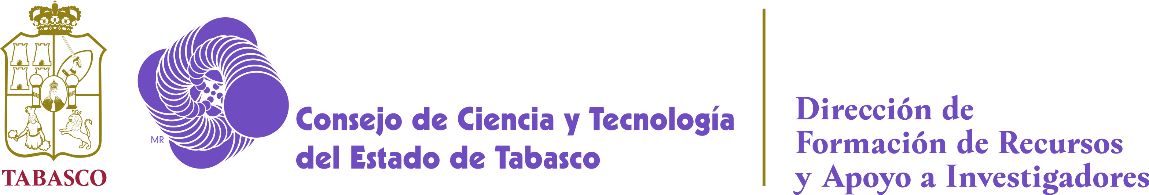 TABASCO
MR
Consejo de Ciencia y Tecnología
del Estado de Tabasco
Dirección de
Formación de Recursos
y Apoyo a Investigadores